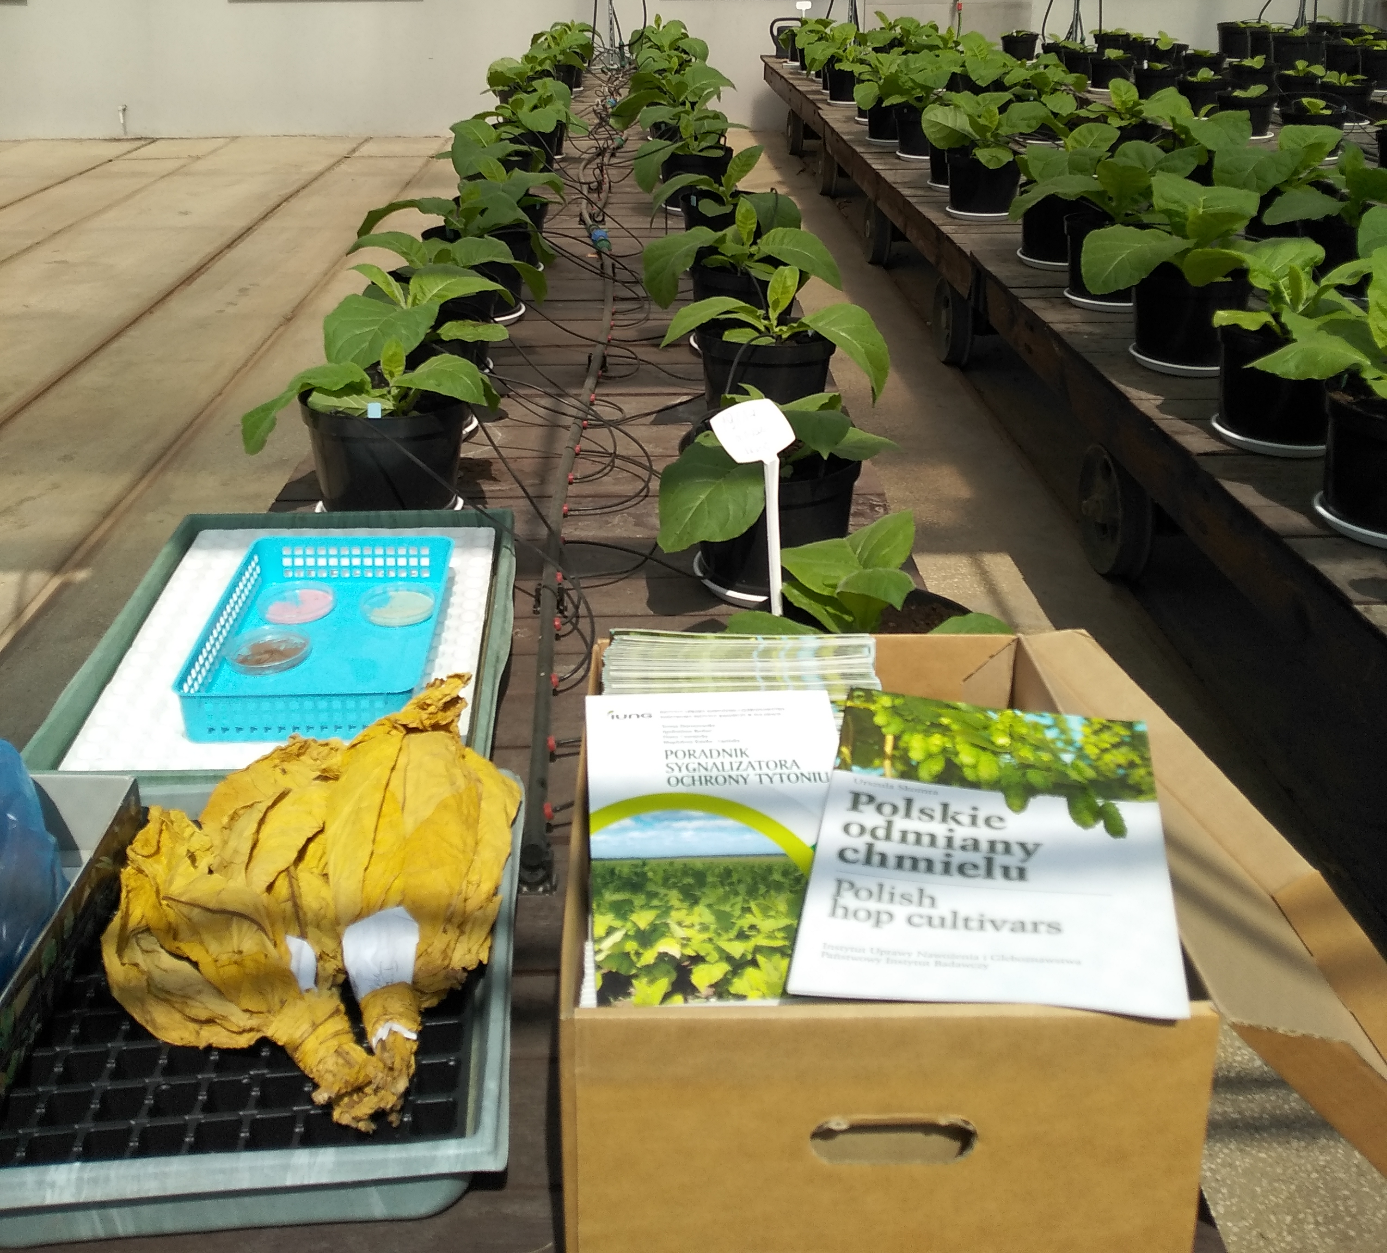 iUNG
PORADNIK
SYGNALIZATORA
OCHRONY TYTONIU
Urszula Skomra
Polskie
odmiany
chmielu
Polish
hop cultivars
Instytut Uprawy Nawożenia i Gleboznawstwa
Państwowy Instytut Badawczy